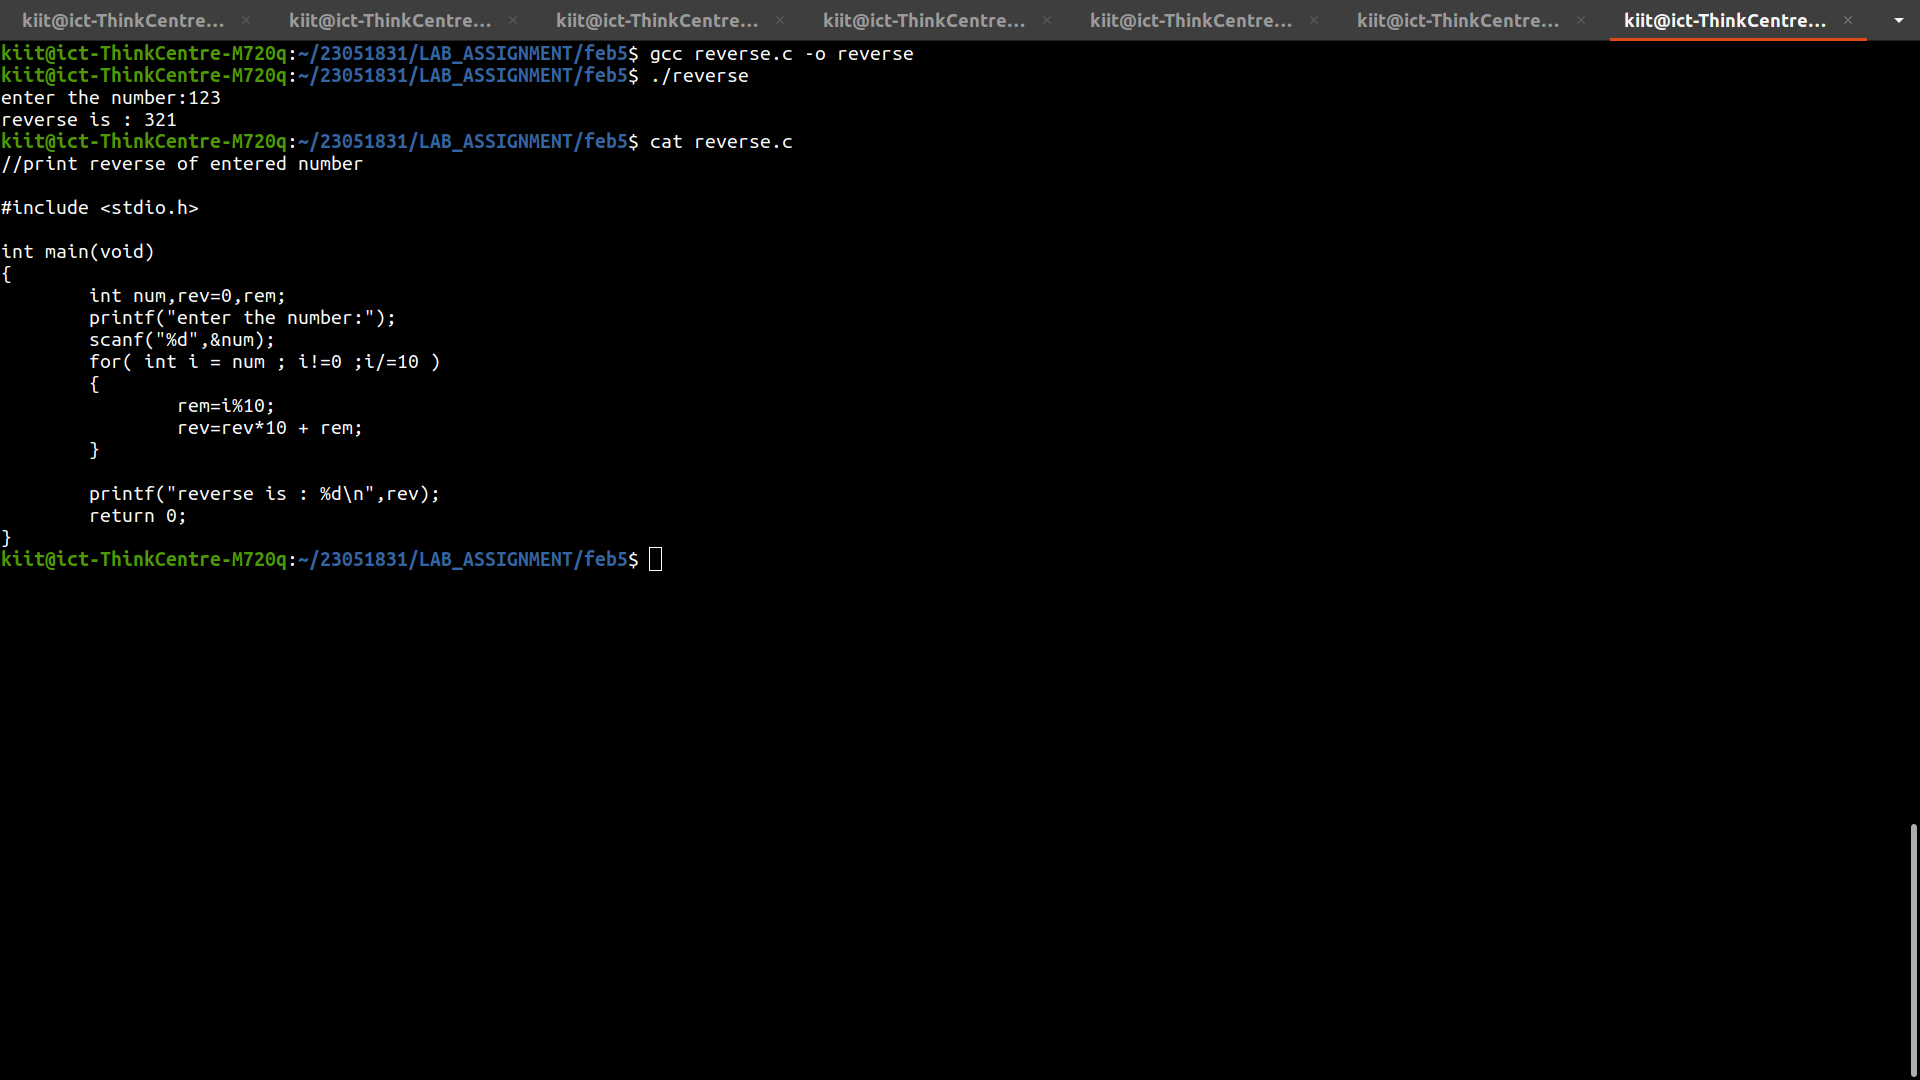 kiit@ict-ThinkCentre... × kiit@ict-ThinkCentre... × kiit@ict-ThinkCentre... × kiit@ict-ThinkCentre... × kiit@ict-ThinkCentre... × kiit@ict-ThinkCentre... × kiit@ict-ThinkCentre... ×
kiit@ict-ThinkCentre-M720q:~/23051831/LAB_ASSIGNMENT/feb5$ gcc reverse.c -o reverse
kiit@ict-ThinkCentre-M720q:~/23051831/LAB_ASSIGNMENT/feb5$ ./reverse
enter the number:123
reverse is : 321
kiit@ict-ThinkCentre-M720q:~/23051831/LAB_ASSIGNMENT/feb5$ cat reverse.c
//print reverse of entered number

#include <stdio.h>

int main(void)
{
        int num,rev=0,rem;
        printf("enter the number:");
        scanf("%d",&num);
        for( int i = num ; i!=0 ;i/=10 )
        {
                rem=i%10;
                rev=rev*10 + rem;
        }

        printf("reverse is : %d\n",rev);
        return 0;
}
kiit@ict-ThinkCentre-M720q:~/23051831/LAB_ASSIGNMENT/feb5$